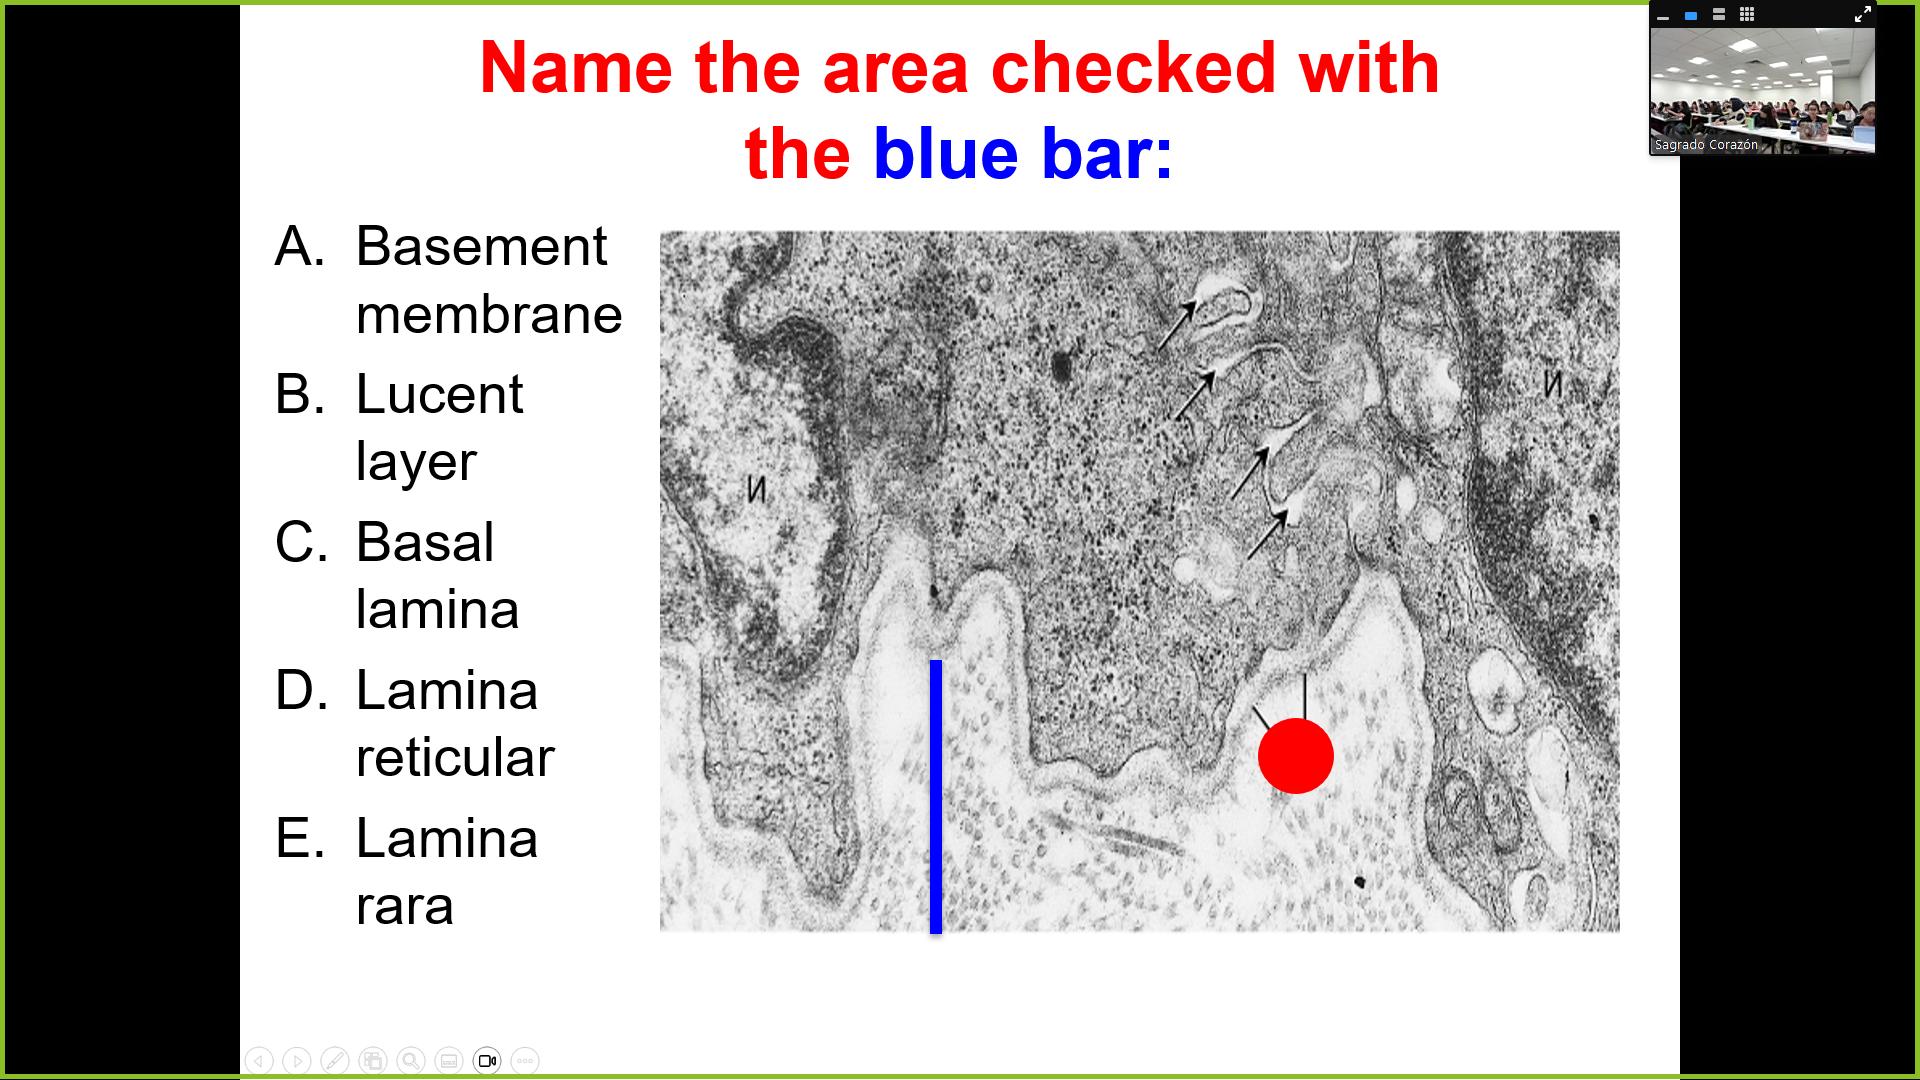 Name the area checked with
the blue bar:
A. Basement
membrane
B. Lucent
layer
C. Basal
lamina
D. Lamina
reticular
E. Lamina
rara
N
N
Sagrado Corazón